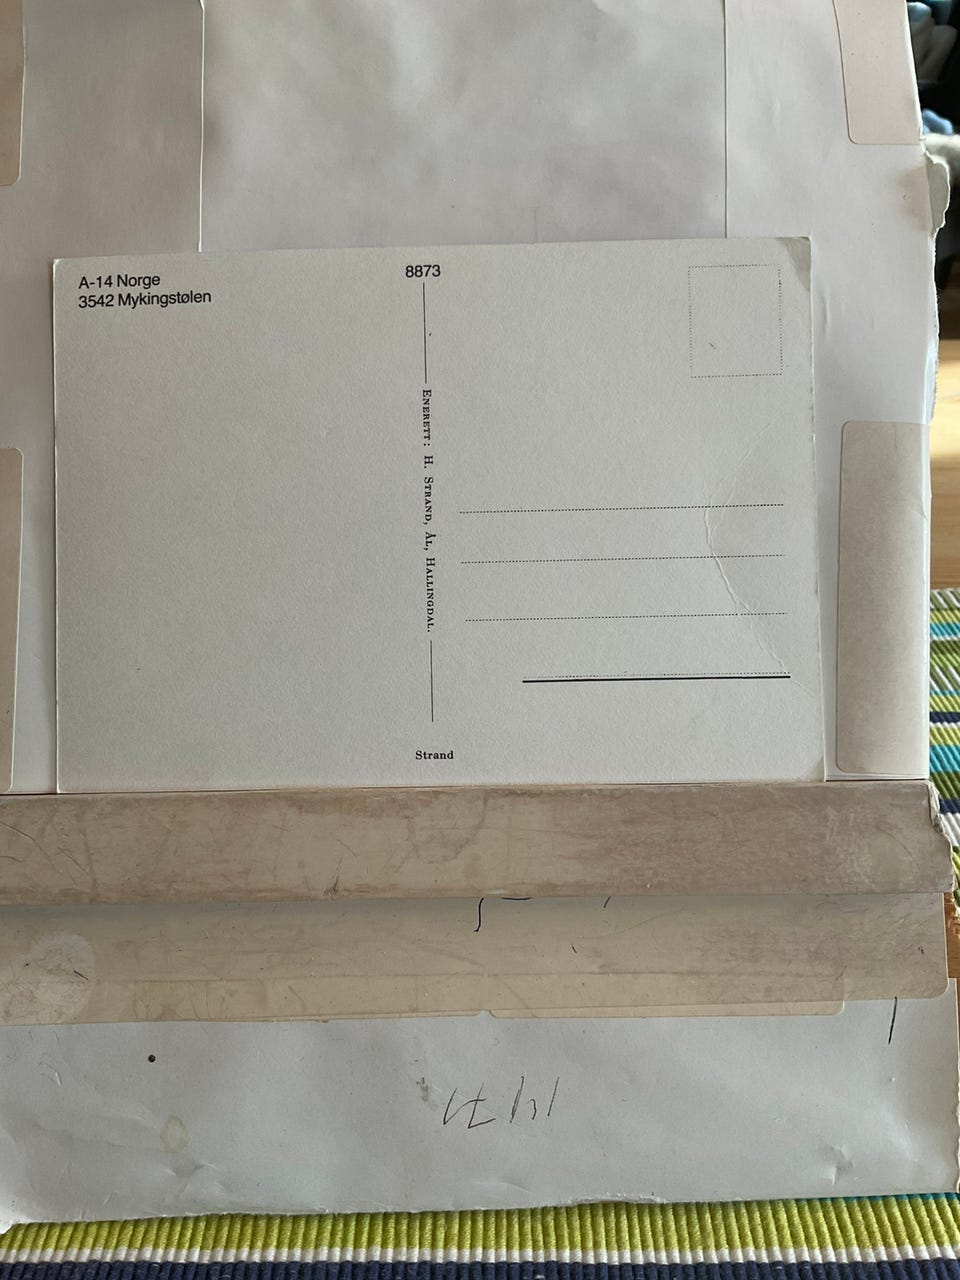 A-14 Norge
3542 Mykingstølen
8873
ENERETT: H. STRAND, ÅL, HALLINGDAL.
Strand